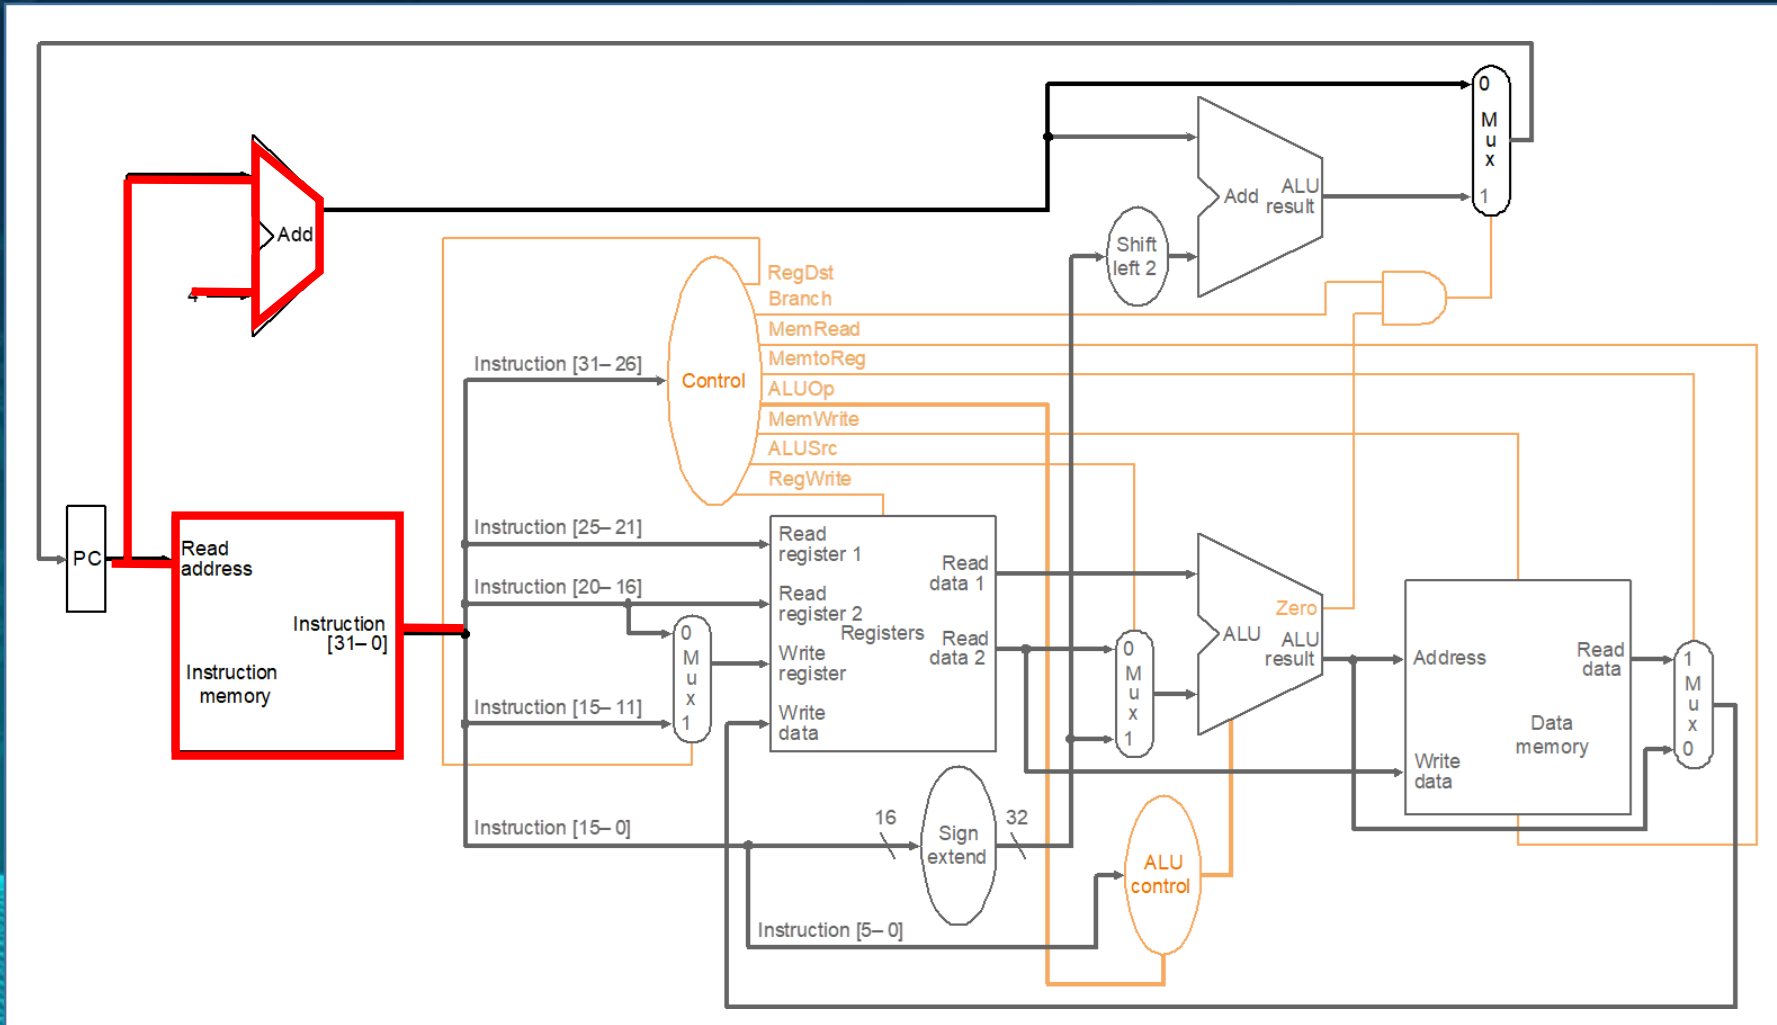 0
M
u
x
1
Add
ALU
result
Add
4
Shift
left 2
RegDst
Branch
MemRead
MemtoReg
ALUOp
MemWrite
ALUSrc
RegWrite
Control
Instruction [31–26]
PC
Read
address
Instruction
[31–0]
Instruction
memory
Instruction [25–21]
Instruction [20–16]
Instruction [15–11]
Instruction [15–0]
Instruction [5–0]
0
M
u
x
1
Read
register 1
Read
register 2
Write
register
Write
data
Registers
Read
data 1
Read
data 2
0
M
u
x
1
Zero
ALU
ALU
result
Address
Write
data
Read
data
Data
memory
1
M
u
x
0
16
Sign
extend
32
ALU
control